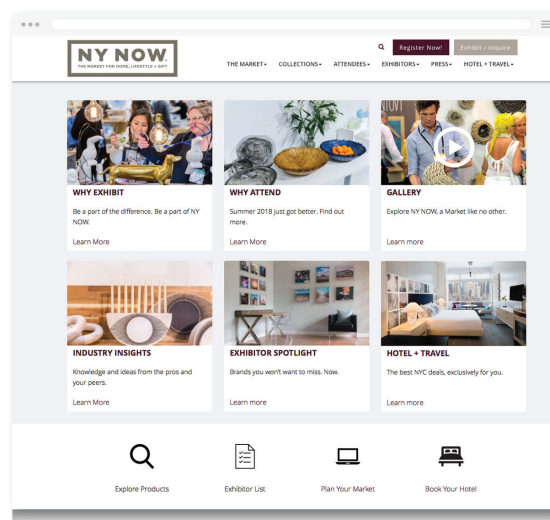 Register Now!
Exhibit / Inquire
NY NOW®
THE MARKET FOR HOME, LIFESTYLE + GIFT
THE MARKET
COLLECTIONS
ATTENDEES
EXHIBITORS
PRESS
HOTEL + TRAVEL
WHY EXHIBIT
Be a part of the difference. Be a part of NY
NOW.
Learn More
WHY ATTEND
Summer 2018 just got better. Find out
more.
Learn More
GALLERY
Explore NY NOW, a Market like no other.
Learn more
INDUSTRY INSIGHTS
Knowledge and ideas from the pros and
your peers.
Learn More
EXHIBITOR SPOTLIGHT
Brands you won't want to miss. Now.
Learn more
HOTEL + TRAVEL
The best NYC deals, exclusively for you.
Learn more
Explore Products
Exhibitor List
Plan Your Market
Book Your Hotel